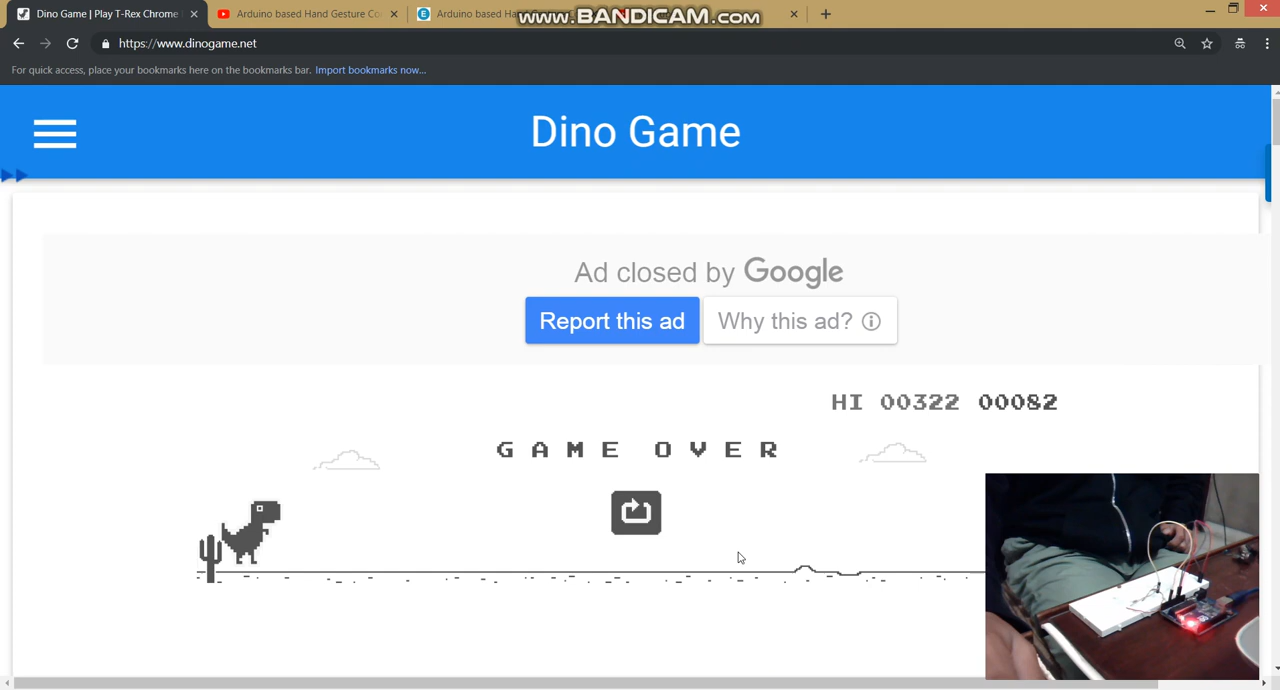 Dino Game | Play T-Rex Chrome
Arduino based Hand Gesture Co
Arduino based Ha
www.BANDICAM.com
https://www.dinogame.net
For quick access, place your bookmarks here on the bookmarks bar. Import bookmarks now...
Dino Game
Ad closed by Google
Report this ad
Why this ad?
HI 00322 00082
GAME OVER